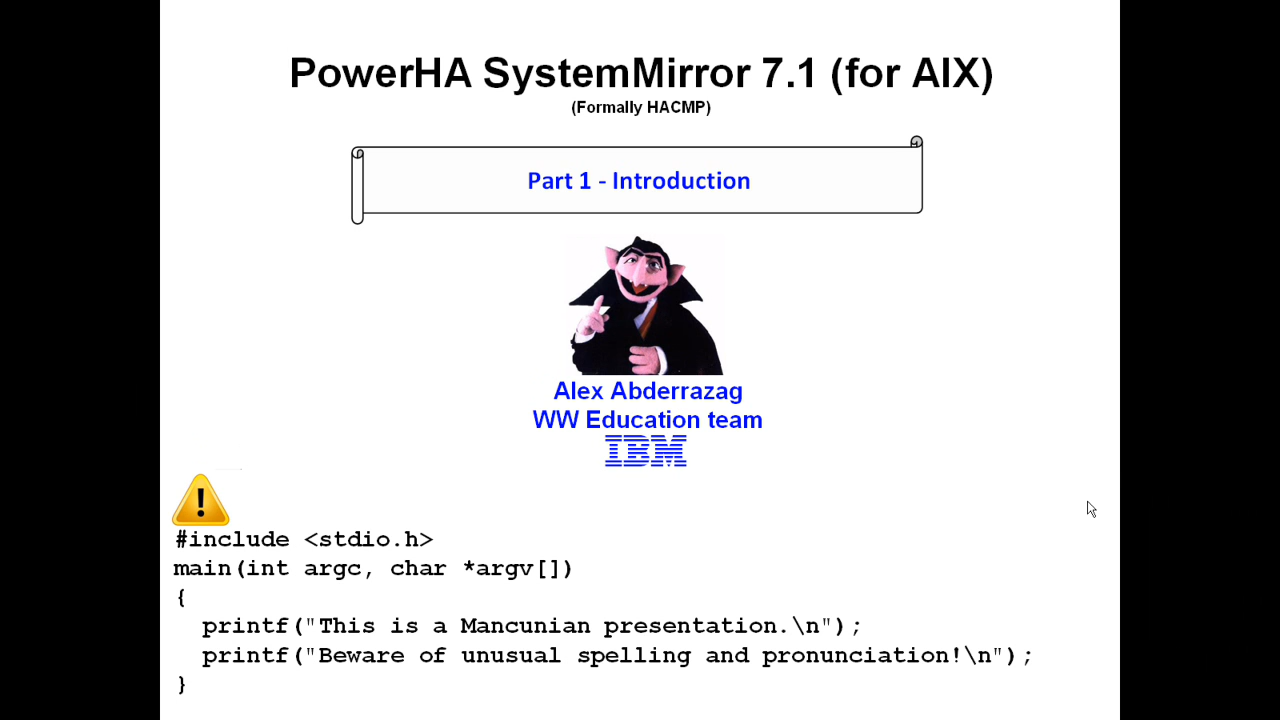 PowerHA SystemMirror 7.1 (for AIX)
(Formally HACMP)
Part 1 - Introduction
Alex Abderrazag
WW Education team
IBM
!
#include <stdio.h>
main(int argc, char *argv[])
{
  printf("This is a Mancunian presentation.\n");
  printf("Beware of unusual spelling and pronunciation!\n");
}